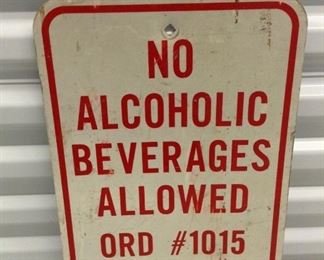 NO
ALCOHOLIC
BEVERAGES
ALLOWED
ORD #1015